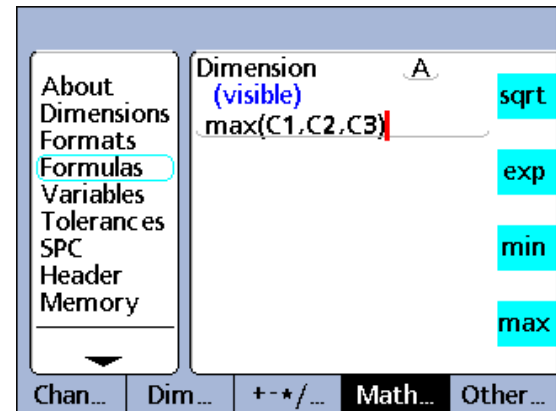 About
Dimensions
Formats
Formulas
Variables
Tolerances
SPC
Header
Memory
Dimension A
(visible)
max(C1,C2,C3)
sqrt
exp
min
max
Chan... Dim... +-*/... Math... Other...